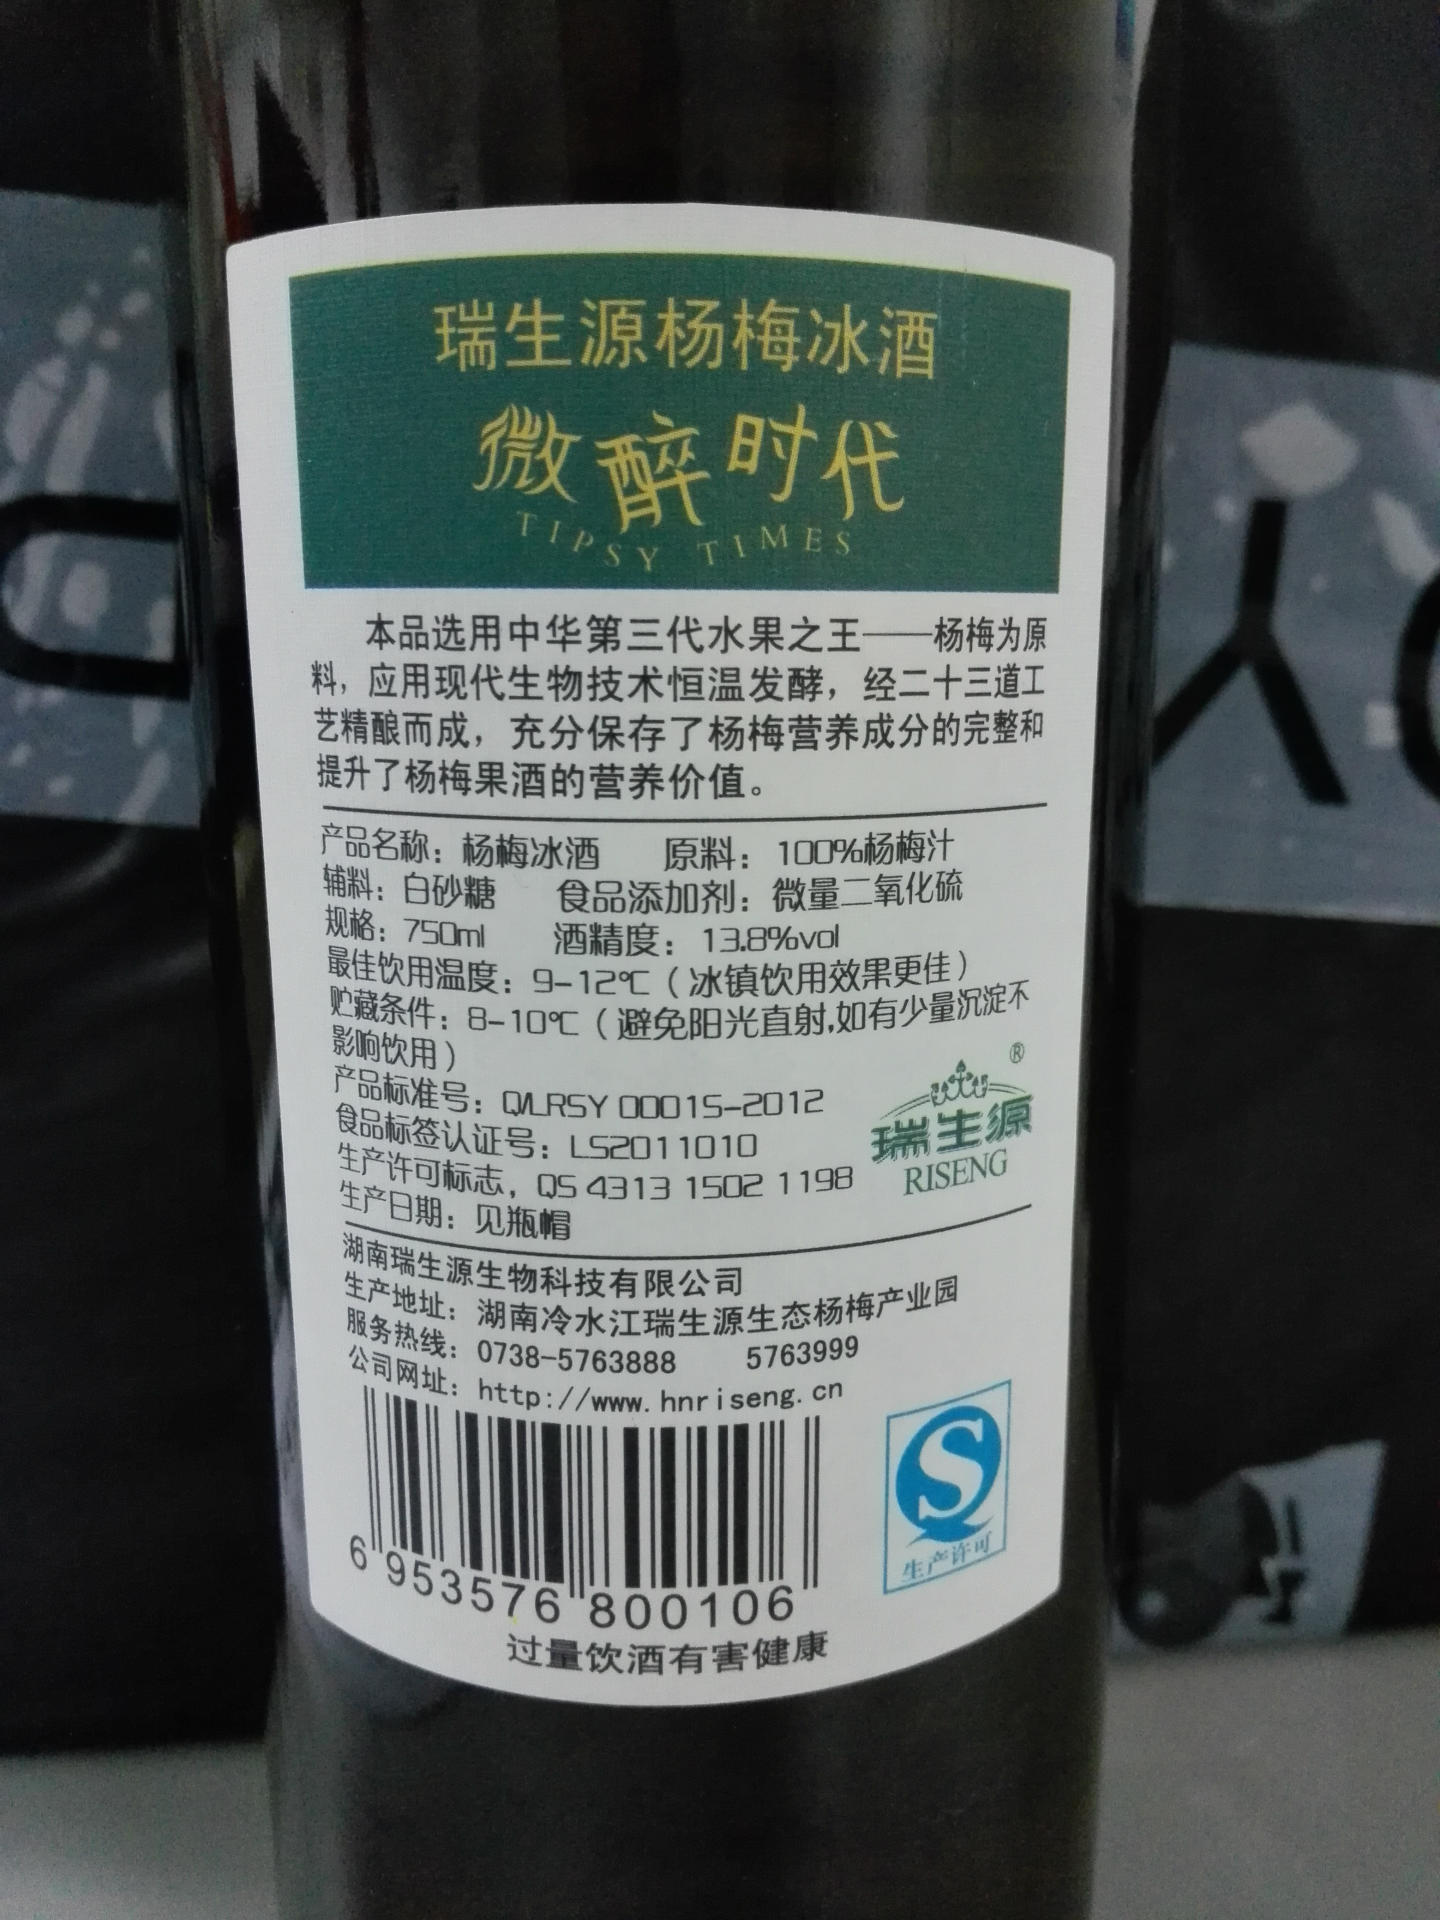 瑞生源杨梅冰酒
微醉时代
TIPSY TIMES
本品选用中华第三代水果之王——杨梅为原
料，应用现代生物技术恒温发酵，经二十三道工
艺精酿而成，充分保存了杨梅营养成分的完整和
提升了杨梅果酒的营养价值。
产品名称：杨梅冰酒 原料：100%杨梅汁
辅料：白砂糖 食品添加剂：微量二氧化硫
规格：750ml 酒精度：13.8%vol
最佳饮用温度：9-12℃（冰镇饮用效果更佳）
贮藏条件：8-10℃（避免阳光直射,如有少量沉淀不
影响饮用）
产品标准号：Q/LRSY 0001S-2012
食品标签认证号：LS2011010
生产许可标志，QS 4313 1502 1198
生产日期：见瓶帽
®
瑞生源
RISENG
湖南瑞生源生物科技有限公司
生产地址：湖南冷水江瑞生源生态杨梅产业园
服务热线：0738-5763888 5763999
公司网址：http://www.hnriseng.cn
6 953576 800106
生产许可
过量饮酒有害健康